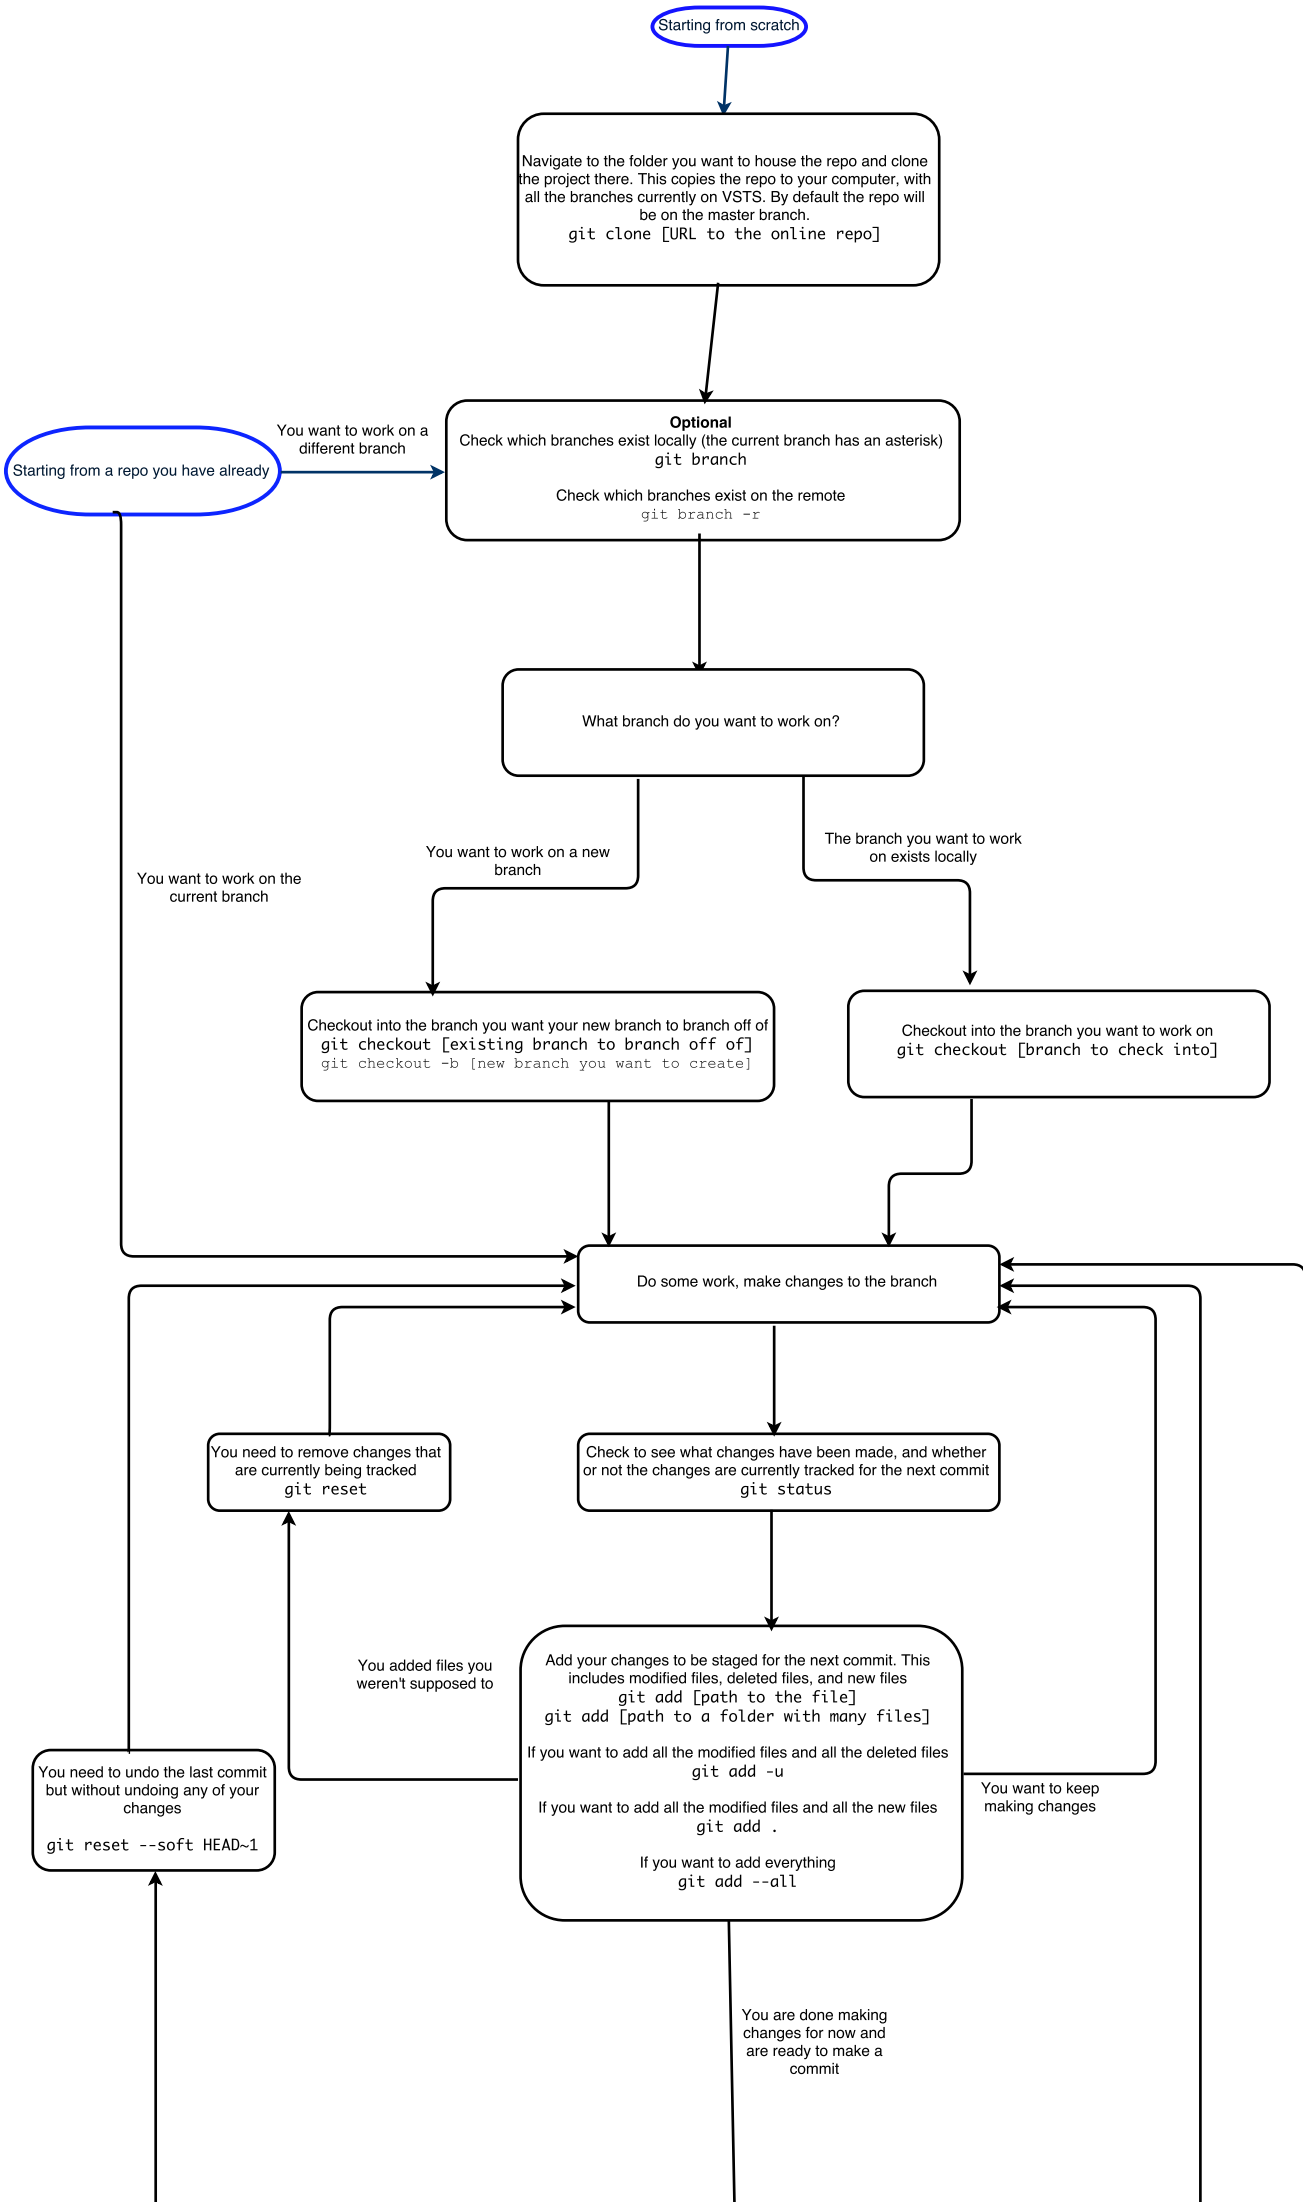 Starting from scratch
Navigate to the folder you want to house the repo and clone
the project there. This copies the repo to your computer, with
all the branches currently on VSTS. By default the repo will
be on the master branch.
git clone [URL to the online repo]
You want to work on a
different branch
Starting from a repo you have already
Optional
Check which branches exist locally (the current branch has an asterisk)
git branch
Check which branches exist on the remote
git branch -r
What branch do you want to work on?
You want to work on the
current branch
You want to work on a new
branch
The branch you want to work
on exists locally
Checkout into the branch you want your new branch to branch off of
git checkout [existing branch to branch off of]
git checkout -b [new branch you want to create]
Checkout into the branch you want to work on
git checkout [branch to check into]
Do some work, make changes to the branch
You need to remove changes that
are currently being tracked
git reset
Check to see what changes have been made, and whether
or not the changes are currently tracked for the next commit
git status
You added files you
weren't supposed to
Add your changes to be staged for the next commit. This
includes modified files, deleted files, and new files
git add [path to the file]
git add [path to a folder with many files]
If you want to add all the modified files and all the deleted files
git add -u
If you want to add all the modified files and all the new files
git add .
If you want to add everything
git add --all
You want to keep
making changes
You need to undo the last commit
but without undoing any of your
changes
git reset --soft HEAD~1
You are done making
changes for now and
are ready to make a
commit